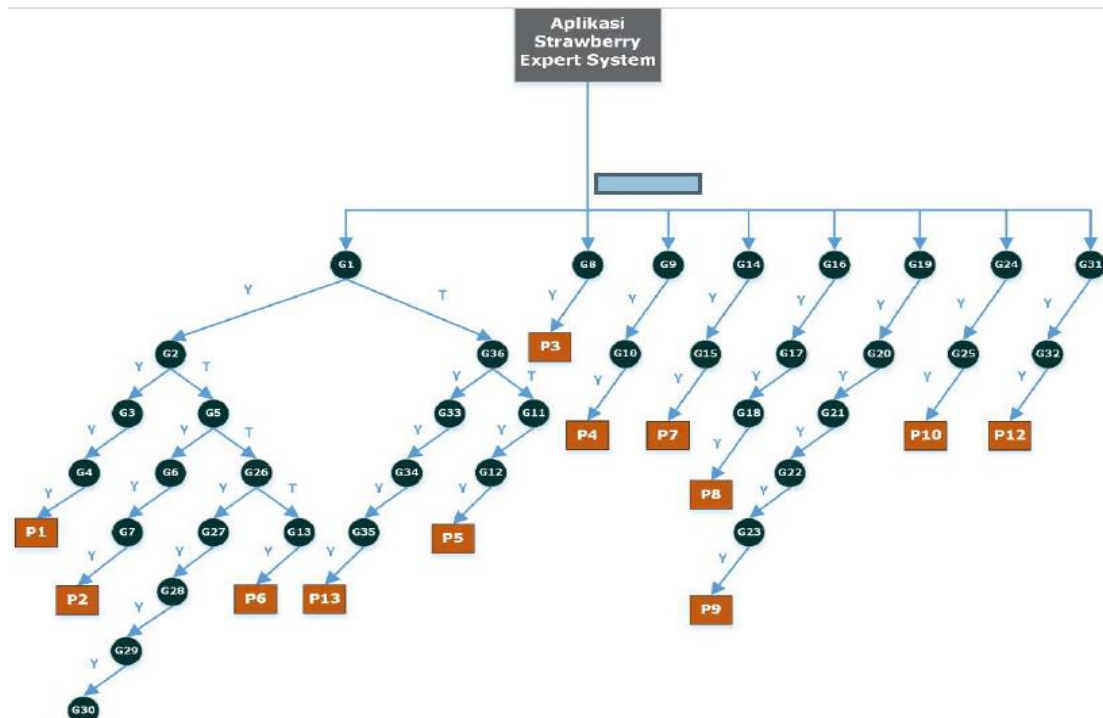 Aplikasi
Strawberry
Expert System
G1
G8
G9
G14
G16
G19
G24
G31
Y
T
Y
Y
Y
Y
Y
Y
Y
G2
G36
P3
G10
G15
G17
G20
G25
G32
Y
T
Y
T
Y
Y
Y
Y
Y
Y
G3
G5
G33
G11
P4
P7
G18
G21
P10
P12
Y
Y
T
Y
Y
Y
Y
G4
G6
G26
G34
G12
P8
G22
Y
Y
Y
T
Y
Y
Y
P1
G7
G27
G13
G35
P5
G23
Y
Y
Y
Y
Y
P2
G28
P6
P13
P9
Y
G29
Y
G30